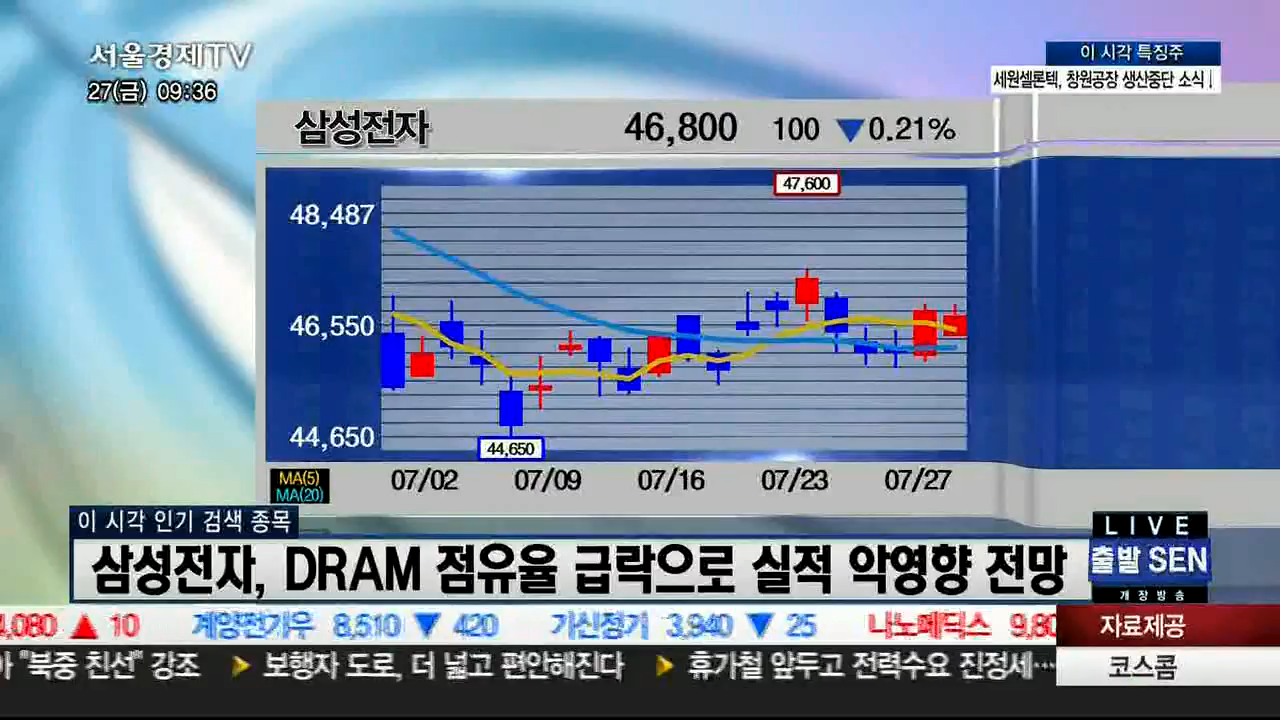 서울경제TV
27(금) 09:36
이 시각 특징주
세원셀론텍, 창원공장 생산중단 소식↓
삼성전자 46,800 100 ▼0.21%
47,600
48,487
46,550
44,650
44,650
07/02 07/09 07/16 07/23 07/27
MA(5)
MA(20)
이 시각 인기 검색 종목
삼성전자, DRAM 점유율 급락으로 실적 악영향 전망
LIVE
출발 SEN
개장방송
4,080 ▲ 10 계양전기우 8,510 ▼ 420 가신정기 3,940 ▼ 25 나노메딕스 9,80
자료제공
"북중 친선" 강조 ▶ 보행자 도로, 더 넓고 편안해진다 ▶ 휴가철 앞두고 전력수요 진정세…
코스콤